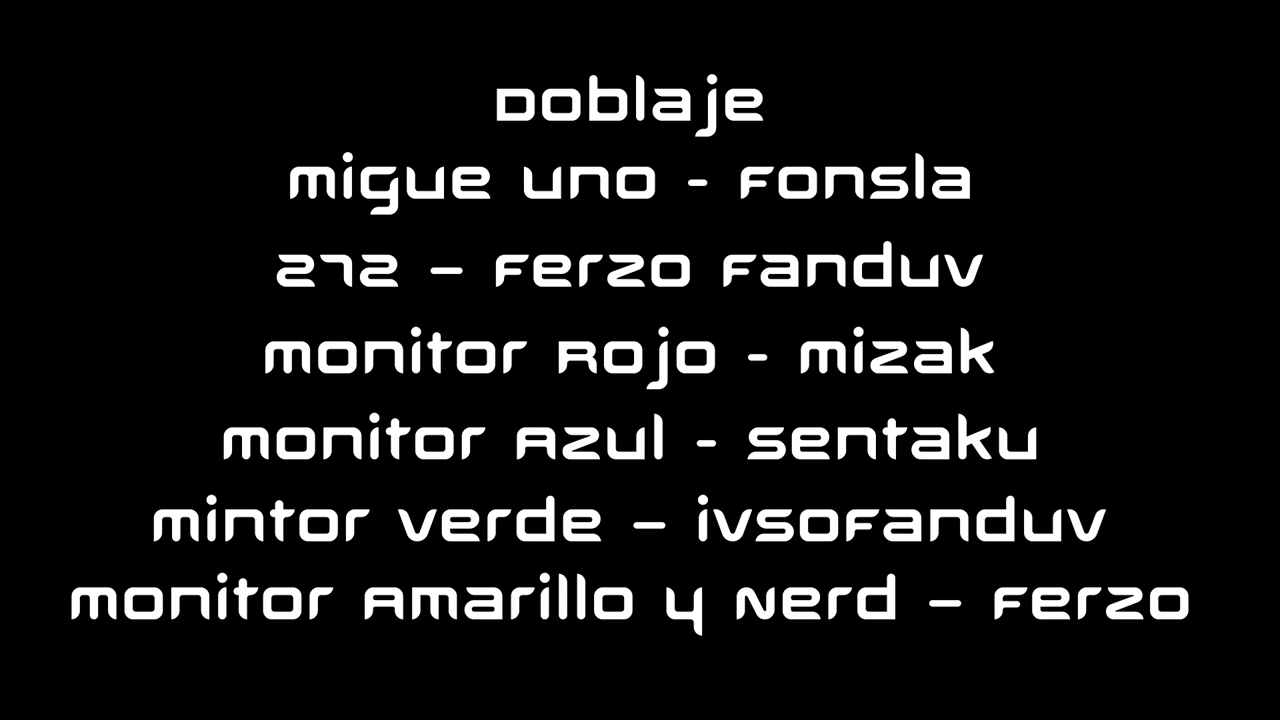 Doblaje
Migue Uno - Fonsla
272 – Ferzo Fanduv
Monitor Rojo - Mizak
Monitor Azul - Sentaku
Mintor Verde – Ivsofanduv
Monitor Amarillo y Nerd – Ferzo